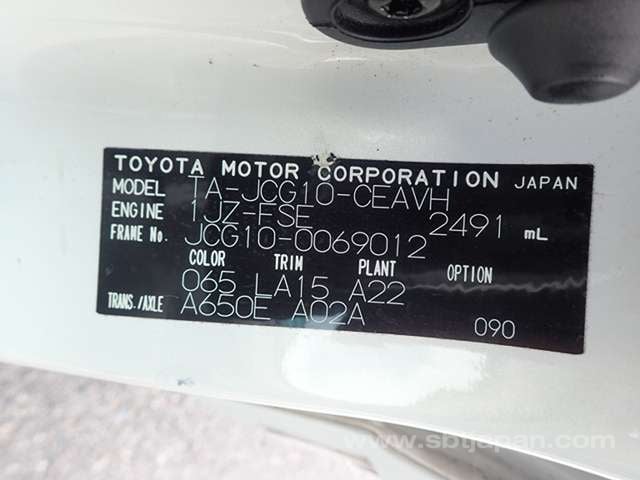 TOYOTA MOTOR CORPORATION JAPAN
MODEL TA-JCG10-CEAVH
ENGINE 1JZ-FSE 2491 mL
FRAME No. JCG10-0069012
COLOR TRIM PLANT OPTION
065 LA15 A22
TRANS./AXLE A650E A02A 090
www.sbtjapan.com